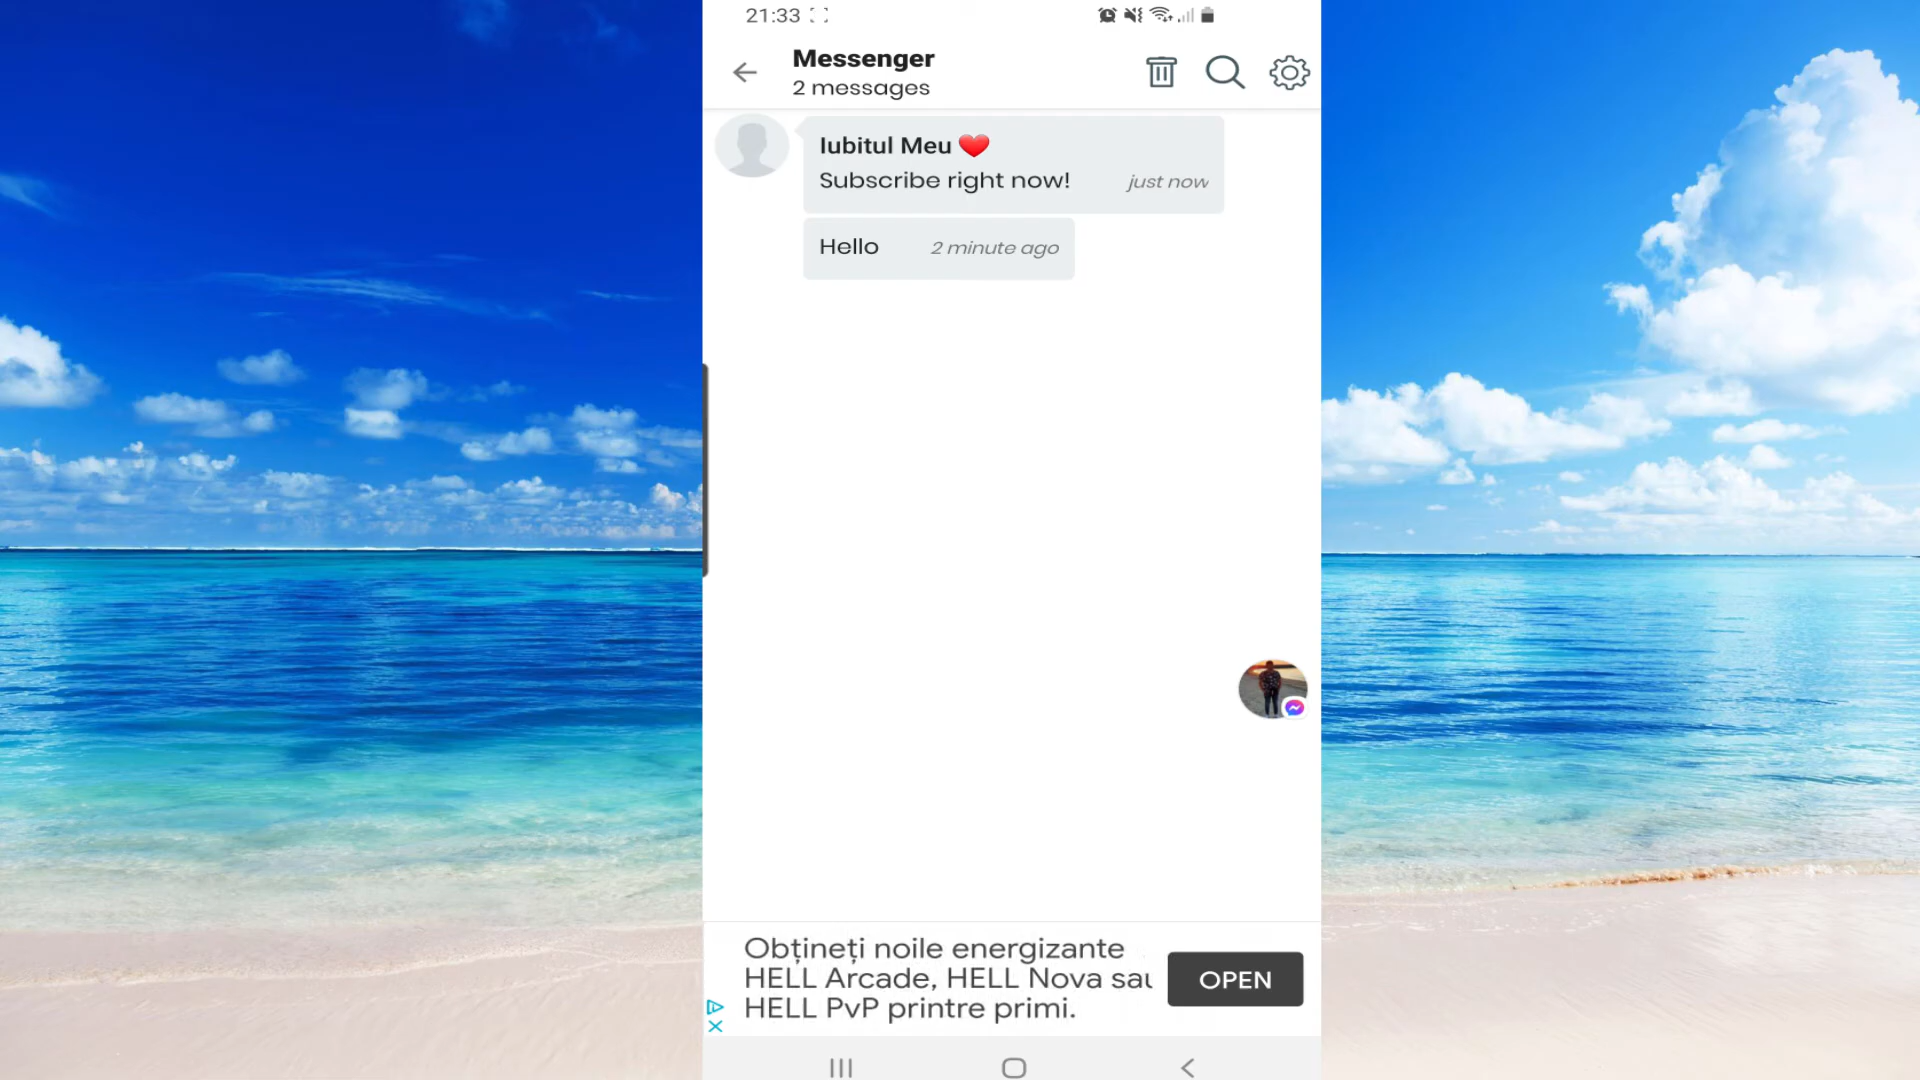 21:33
Messenger
2 messages
Iubitul Meu ❤️
Subscribe right now! just now
Hello 2 minute ago
Obțineți noile energizante
HELL Arcade, HELL Nova sau
HELL PvP printre primi.
OPEN